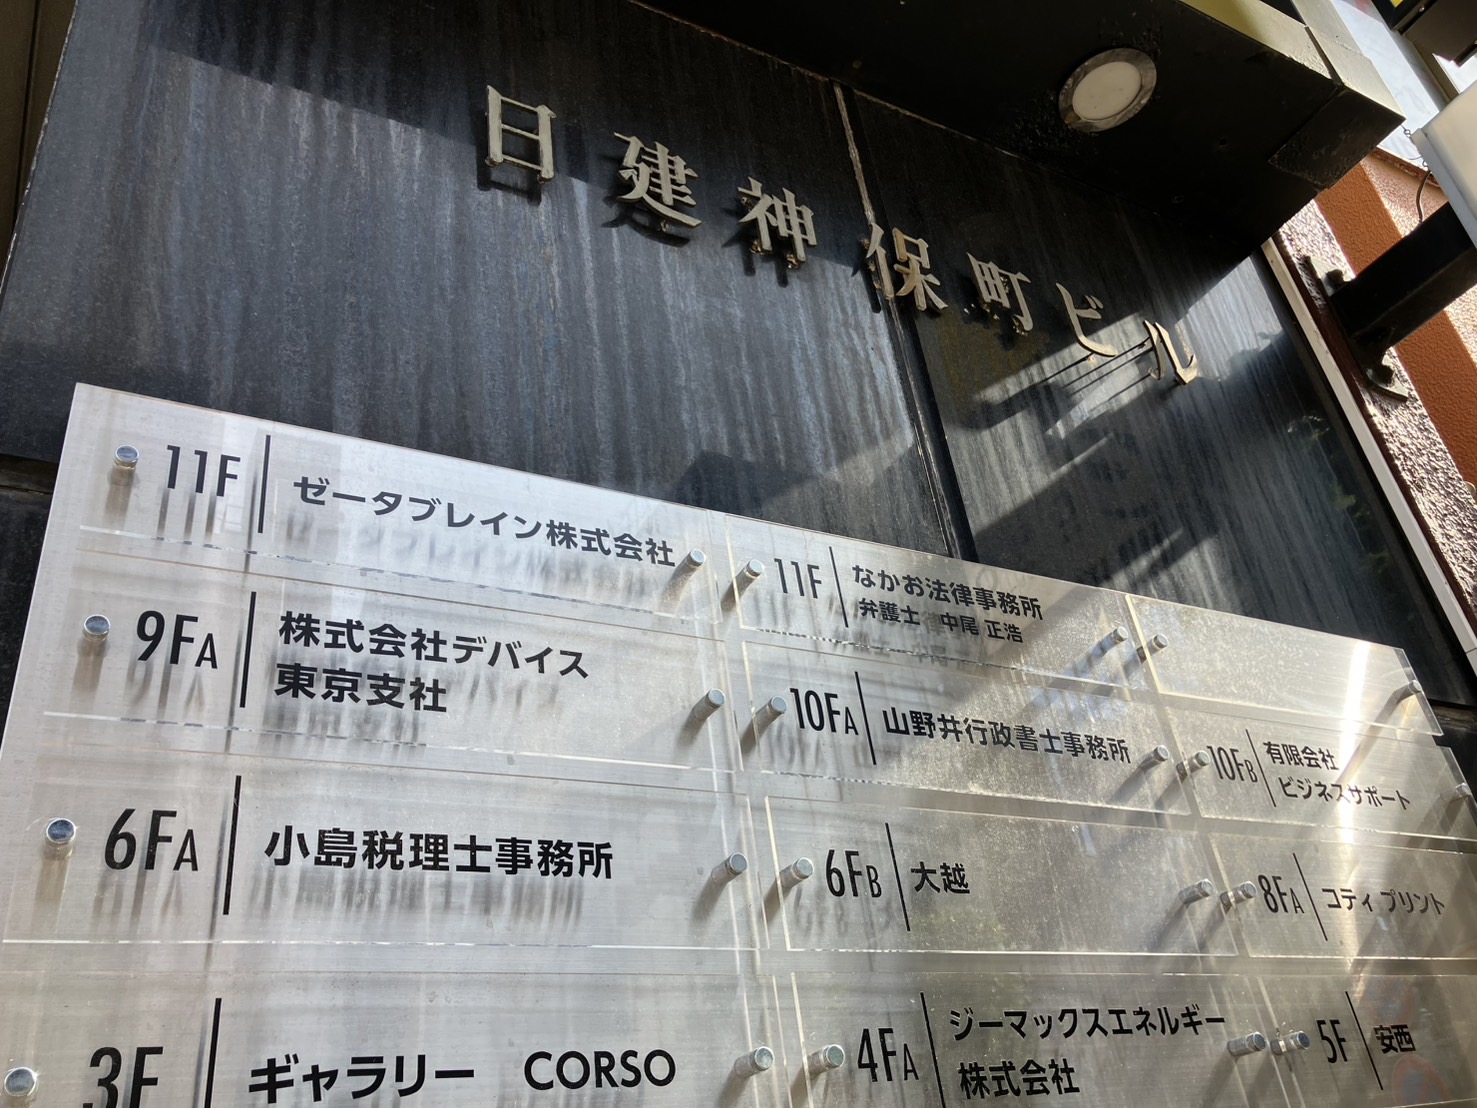 日建神保町ビル
11F ゼータブレイン株式会社
11F なかお法律事務所
弁護士 中尾 正浩
9FA 株式会社デバイス
東京支社
10FA 山野井行政書士事務所
10FB 有限会社
ビジネスサポート
6FA 小島税理士事務所
6FB 大越
8FA コティ プリント
3F ギャラリー CORSO
4FA ジーマックスエネルギー
株式会社
5F 安西